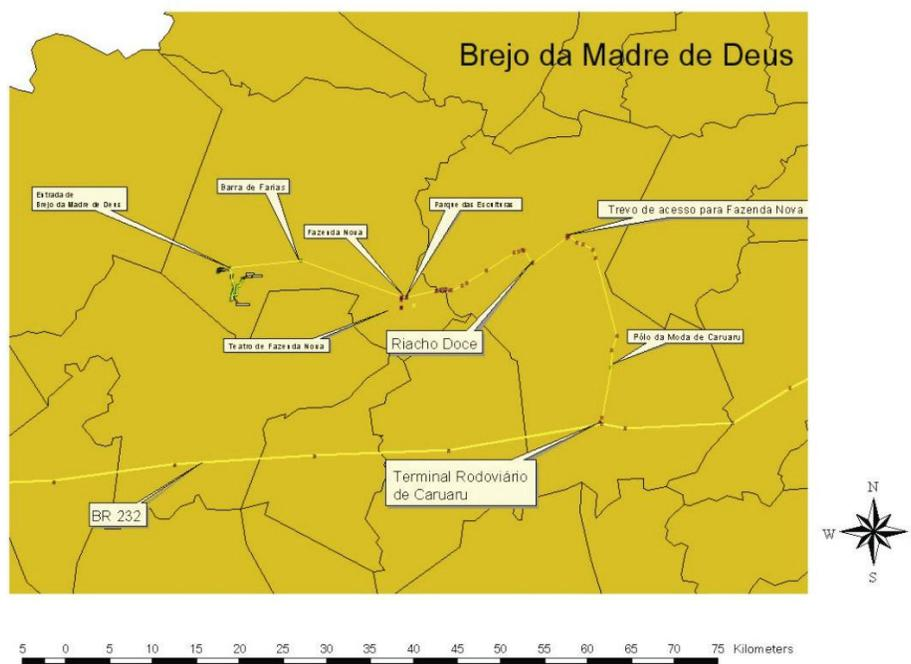 Brejo da Madre de Deus
Entrada de
Brejo da Madre de Deus
Barra de Farias
Parque das Esculturas
Fazenda Nova
Trevo de acesso para Fazenda Nova
Riacho Doce
Pólo da Moda de Caruaru
Teatro de Fazenda Nova
Terminal Rodoviário
de Caruaru
BR 232
N
W
S
5 0 5 10 15 20 25 30 35 40 45 50 55 60 65 70 75 Kilometers